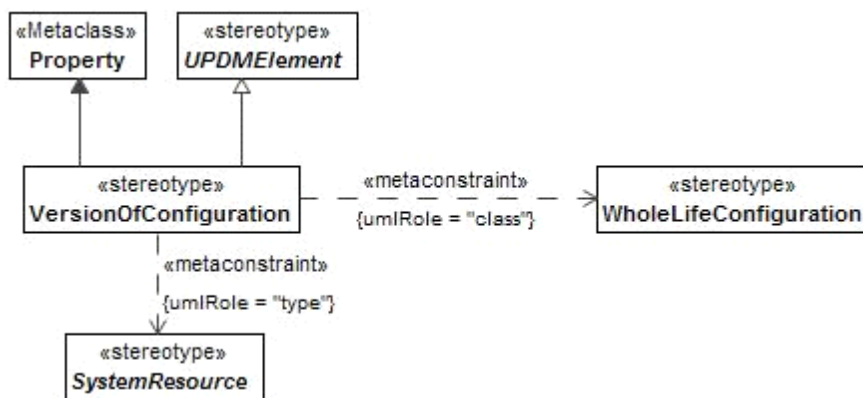 «Metaclass»
Property
«stereotype»
UPDMElement
«stereotype»
VersionOfConfiguration
«metaconstraint»
{umlRole = "class"}
«stereotype»
WholeLifeConfiguration
«metaconstraint»
{umlRole = "type"}
«stereotype»
SystemResource